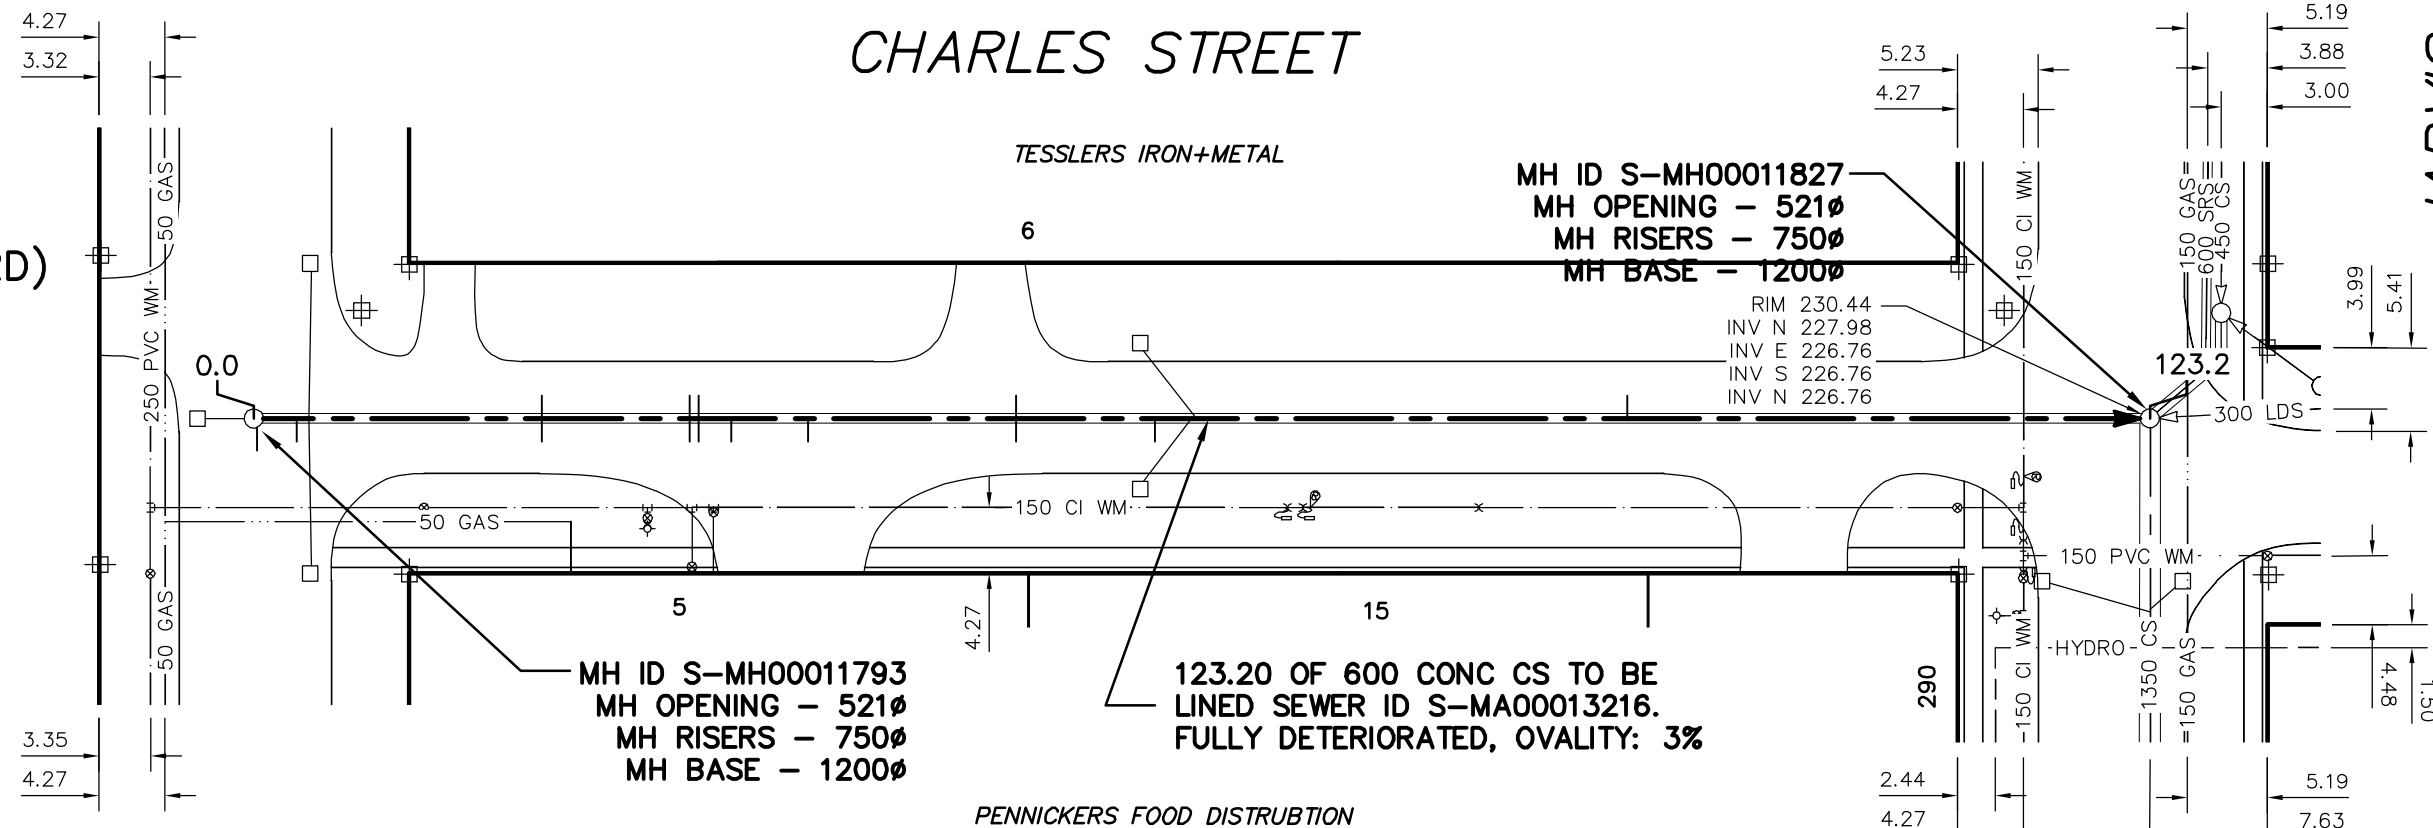 CHARLES STREET
4.27
3.32
5.23
4.27
5.19
3.88
3.00
TESSLERS IRON+METAL
MH ID S-MH00011827
MH OPENING - 521ø
MH RISERS - 750ø
MH BASE - 1200ø
6
RIM 230.44
INV N 227.98
INV E 226.76
INV S 226.76
INV N 226.76
50 GAS
250 PVC WM
50 GAS
150 CI WM
150 GAS
600 SRS
450 CS
3.99
5.41
0.0
123.2
300 LDS
150 CI WM
50 GAS
150 PVC WM
HYDRO
150 CI WM
1350 CS
150 GAS
4.48
1.50
5
15
290
4.27
MH ID S-MH00011793
MH OPENING - 521ø
MH RISERS - 750ø
MH BASE - 1200ø
123.20 OF 600 CONC CS TO BE
LINED SEWER ID S-MA00013216.
FULLY DETERIORATED, OVALITY: 3%
3.35
4.27
2.44
4.27
5.19
7.63
PENNICKERS FOOD DISTRUBTION